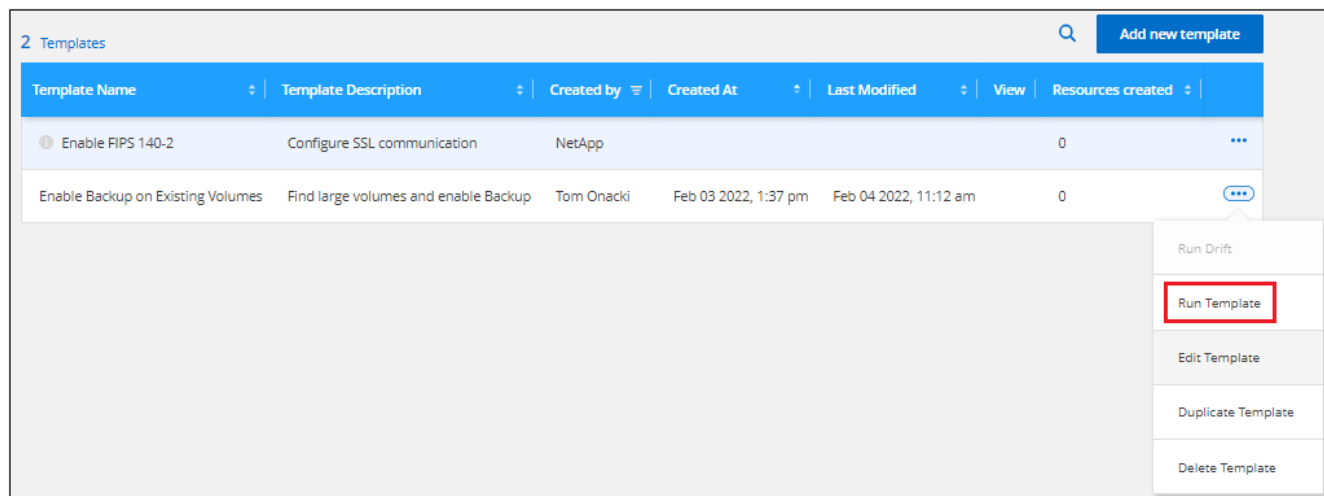 2 Templates
Add new template
Template Name Template Description Created by Created At Last Modified View Resources created
Enable FIPS 140-2 Configure SSL communication NetApp 0
Enable Backup on Existing Volumes Find large volumes and enable Backup Tom Onacki Feb 03 2022, 1:37 pm Feb 04 2022, 11:12 am 0
Run Drift
Run Template
Edit Template
Duplicate Template
Delete Template